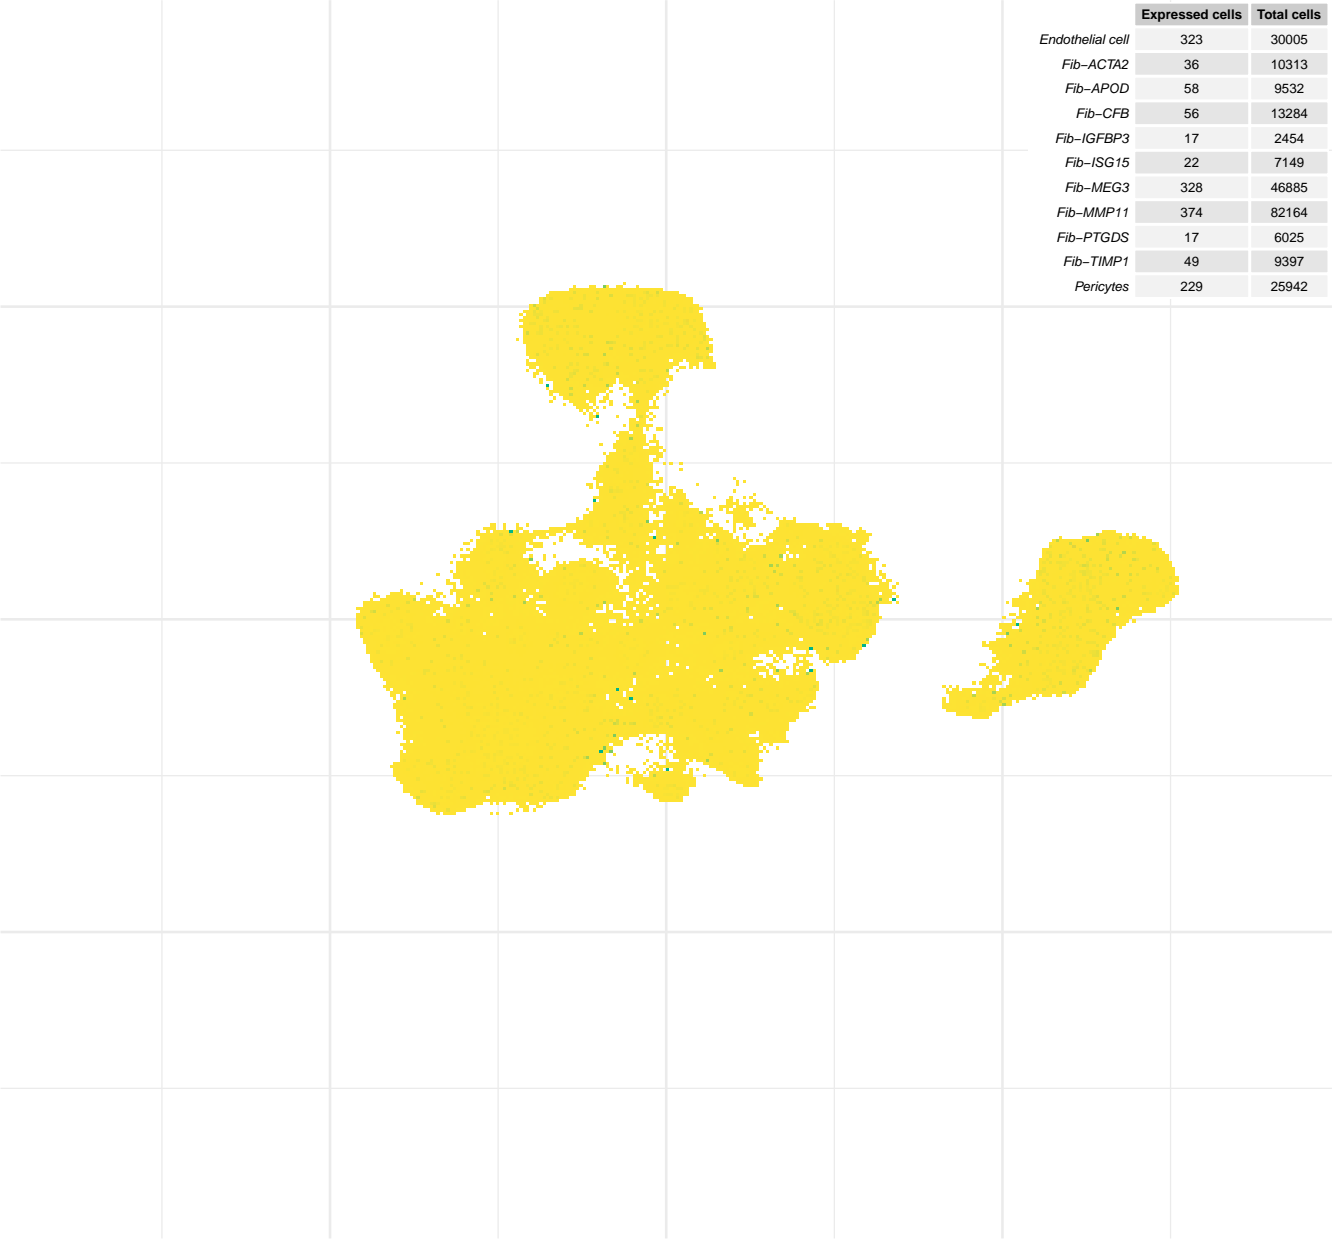 Expressed cells Total cells
Endothelial cell 323 30005
Fib−ACTA2 36 10313
Fib−APOD 58 9532
Fib−CFB 56 13284
Fib−IGFBP3 17 2454
Fib−ISG15 22 7149
Fib−MEG3 328 46885
Fib−MMP11 374 82164
Fib−PTGDS 17 6025
Fib−TIMP1 49 9397
Pericytes 229 25942